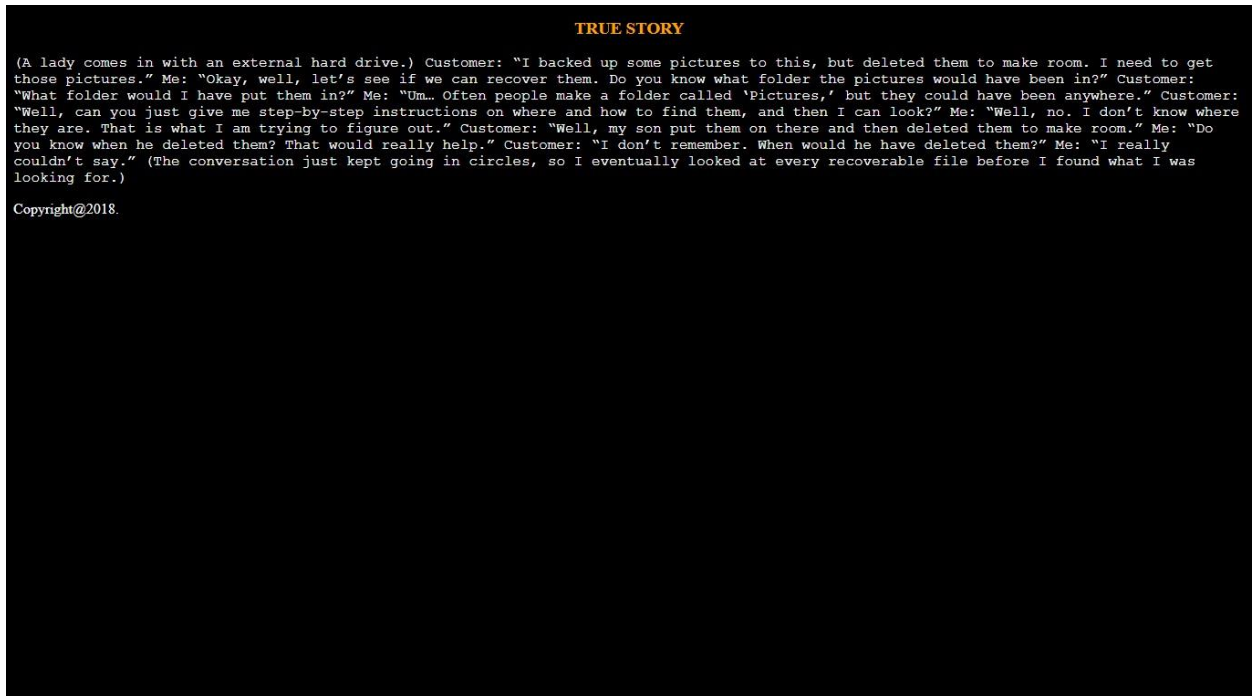 TRUE STORY
(A lady comes in with an external hard drive.) Customer: “I backed up some pictures to this, but deleted them to make room. I need to get
those pictures.” Me: “Okay, well, let’s see if we can recover them. Do you know what folder the pictures would have been in?” Customer:
“What folder would I have put them in?” Me: “Um… Often people make a folder called ‘Pictures,’ but they could have been anywhere.” Customer:
“Well, can you just give me step-by-step instructions on where and how to find them, and then I can look?” Me: “Well, no. I don’t know where
they are. That is what I am trying to figure out.” Customer: “Well, my son put them on there and then deleted them to make room.” Me: “Do
you know when he deleted them? That would really help.” Customer: “I don’t remember. When would he have deleted them?” Me: “I really
couldn’t say.” (The conversation just kept going in circles, so I eventually looked at every recoverable file before I found what I was
looking for.)
Copyright@2018.